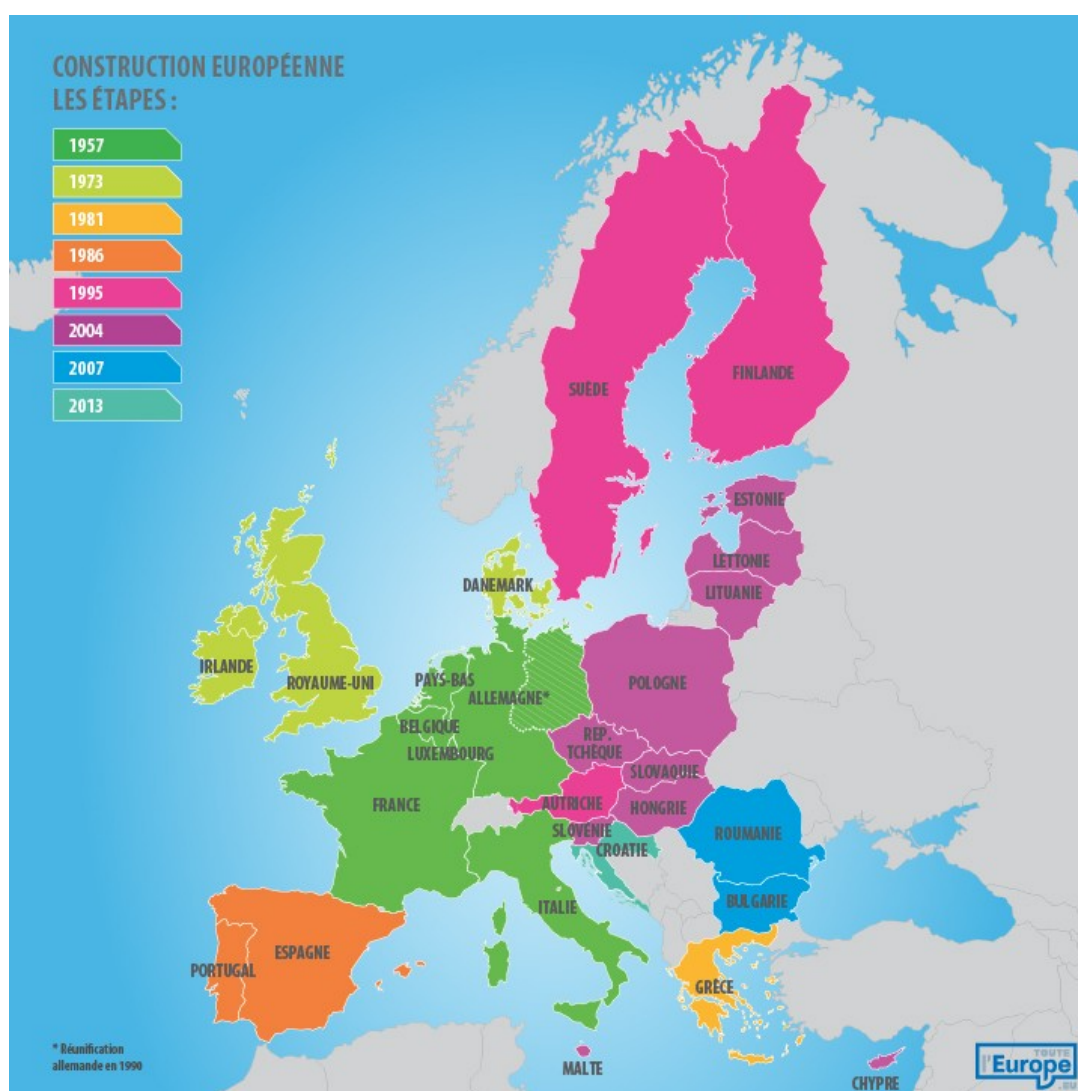 CONSTRUCTION EUROPÉENNE
LES ÉTAPES :
1957
1973
1981
1986
1995
2004
2007
2013
SUÈDE
FINLANDE
ESTONIE
LETTONIE
LITUANIE
DANEMARK
IRLANDE
ROYAUME-UNI
PAYS-BAS
ALLEMAGNE*
POLOGNE
BELGIQUE
LUXEMBOURG
REP.
TCHÈQUE
SLOVAQUIE
FRANCE
AUTRICHE
HONGRIE
SLOVÉNIE
CROATIE
ROUMANIE
BULGARIE
ITALIE
ESPAGNE
PORTUGAL
GRÈCE
MALTE
CHYPRE
* Réunification
allemande en 1990
TOUTE
l'Europe
.EU